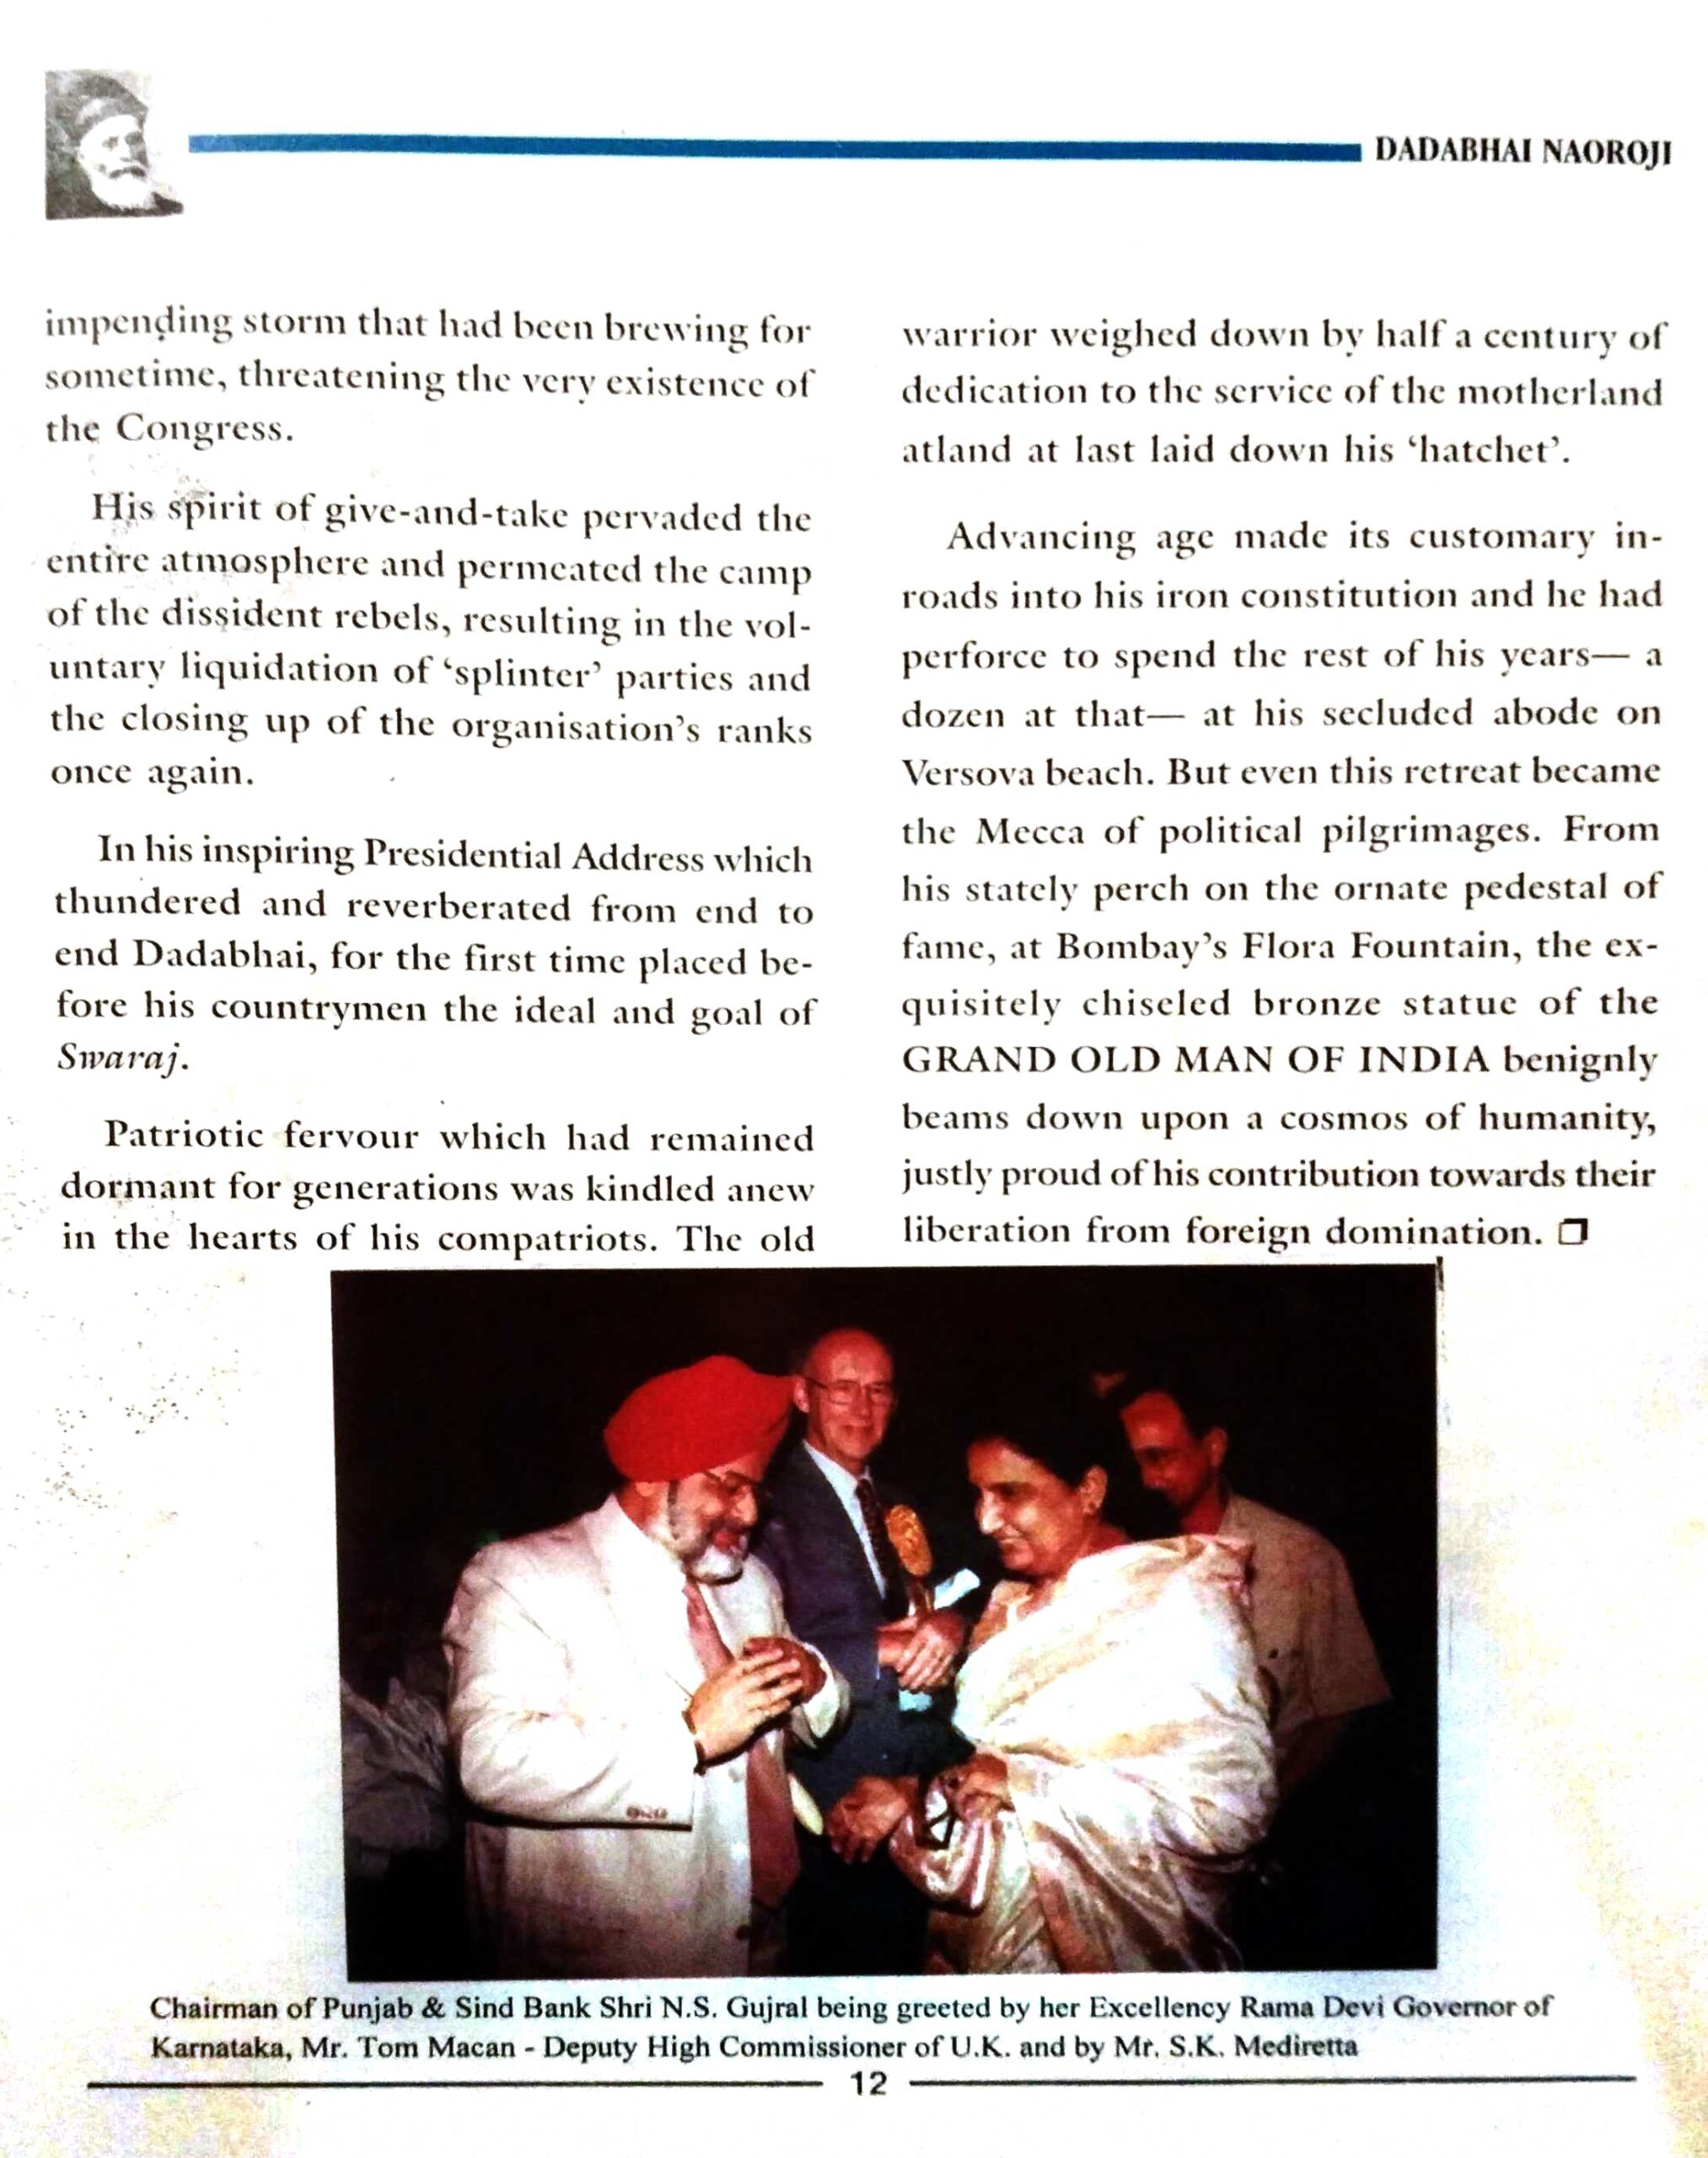 DADABHAI NAOROJI
impending storm that had been brewing for
sometime, threatening the very existence of
the Congress.
His spirit of give-and-take pervaded the
entire atmosphere and permeated the camp
of the dissident rebels, resulting in the vol-
untary liquidation of ‘splinter’ parties and
the closing up of the organisation’s ranks
once again.
In his inspiring Presidential Address which
thundered and reverberated from end to
end Dadabhai, for the first time placed be-
fore his countrymen the ideal and goal of
Swaraj.
Patriotic fervour which had remained
dormant for generations was kindled anew
in the hearts of his compatriots. The old
warrior weighed down by half a century of
dedication to the service of the motherland
atland at last laid down his ‘hatchet’.
Advancing age made its customary in-
roads into his iron constitution and he had
perforce to spend the rest of his years— a
dozen at that— at his secluded abode on
Versova beach. But even this retreat became
the Mecca of political pilgrimages. From
his stately perch on the ornate pedestal of
fame, at Bombay’s Flora Fountain, the ex-
quisitely chiseled bronze statue of the
GRAND OLD MAN OF INDIA benignly
beams down upon a cosmos of humanity,
justly proud of his contribution towards their
liberation from foreign domination. ❐
Chairman of Punjab & Sind Bank Shri N.S. Gujral being greeted by her Excellency Rama Devi Governor of
Karnataka, Mr. Tom Macan - Deputy High Commissioner of U.K. and by Mr. S.K. Mediretta
12